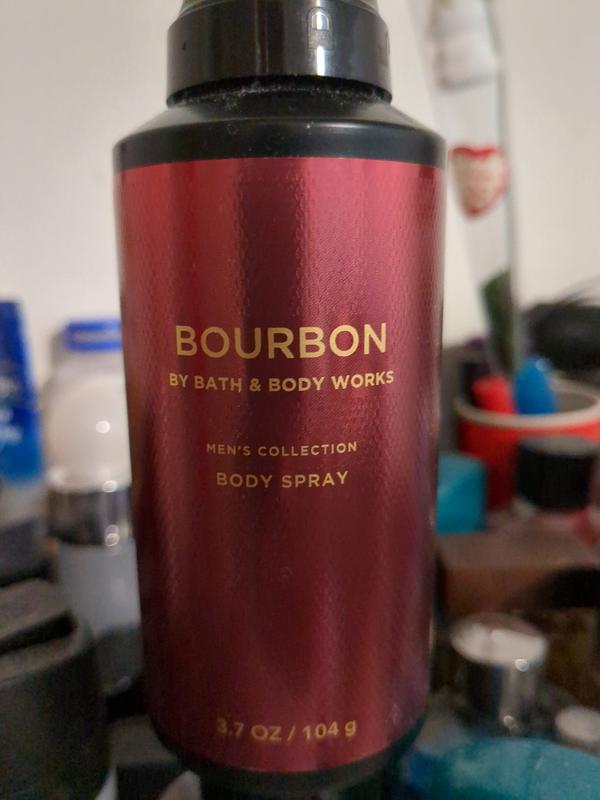 BOURBON
BY BATH & BODY WORKS
MEN'S COLLECTION
BODY SPRAY
3.7 OZ / 104 g